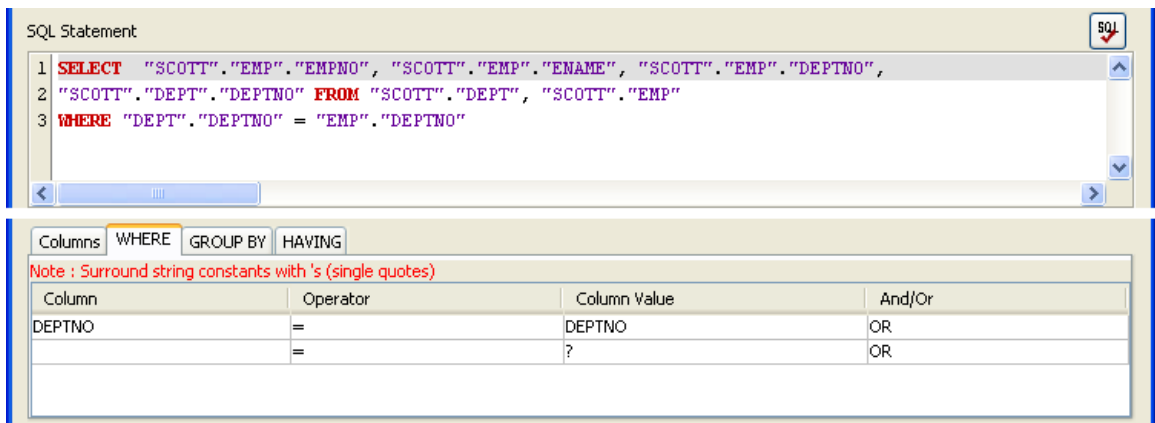 SQL Statement
SQL
1 SELECT "SCOTT"."EMP"."EMPNO", "SCOTT"."EMP"."ENAME", "SCOTT"."EMP"."DEPTNO",
2 "SCOTT"."DEPT"."DEPTNO" FROM "SCOTT"."DEPT", "SCOTT"."EMP"
3 WHERE "DEPT"."DEPTNO" = "EMP"."DEPTNO"
Columns WHERE GROUP BY HAVING
Note : Surround string constants with 's (single quotes)
Column Operator Column Value And/Or
DEPTNO = DEPTNO OR
= ? OR